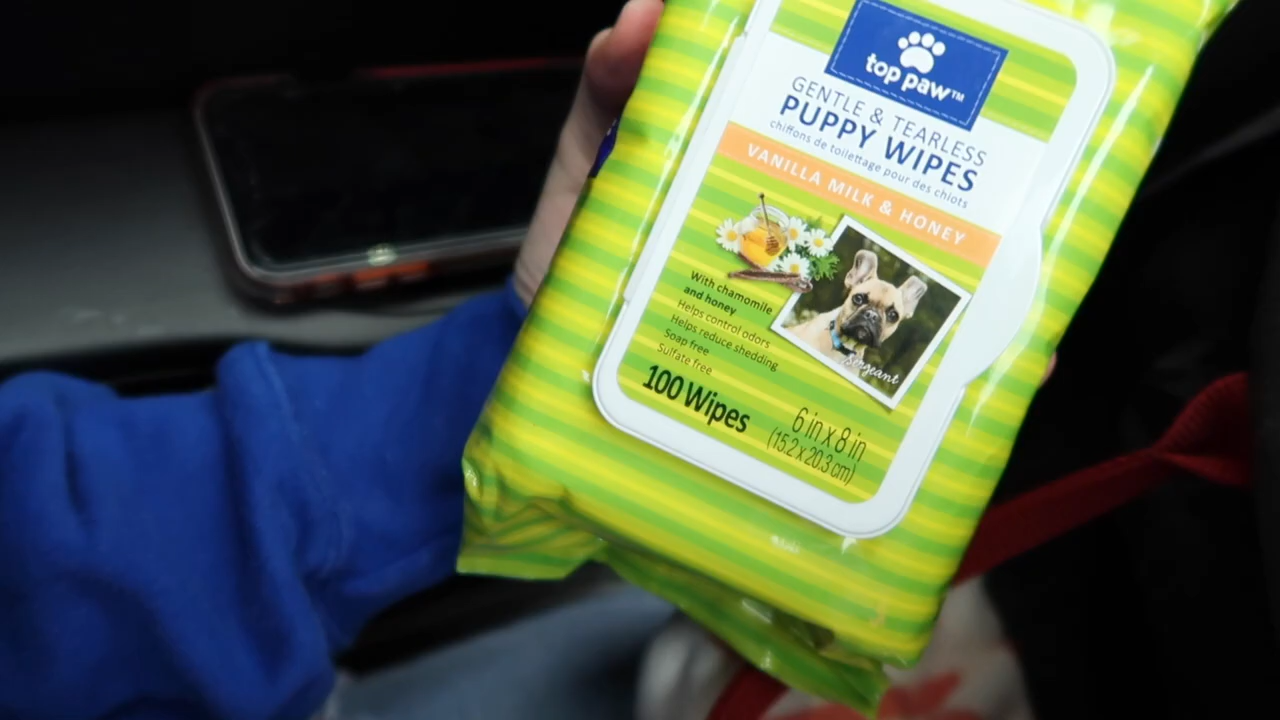 top paw™
GENTLE & TEARLESS
PUPPY WIPES
chiffons de toilettage pour des chiots
VANILLA MILK & HONEY
With chamomile
and honey
Helps control odors
Helps reduce shedding
Soap free
Sulfate free
Sergeant
100 Wipes
6 in x 8 in
(15.2 x 20.3 cm)